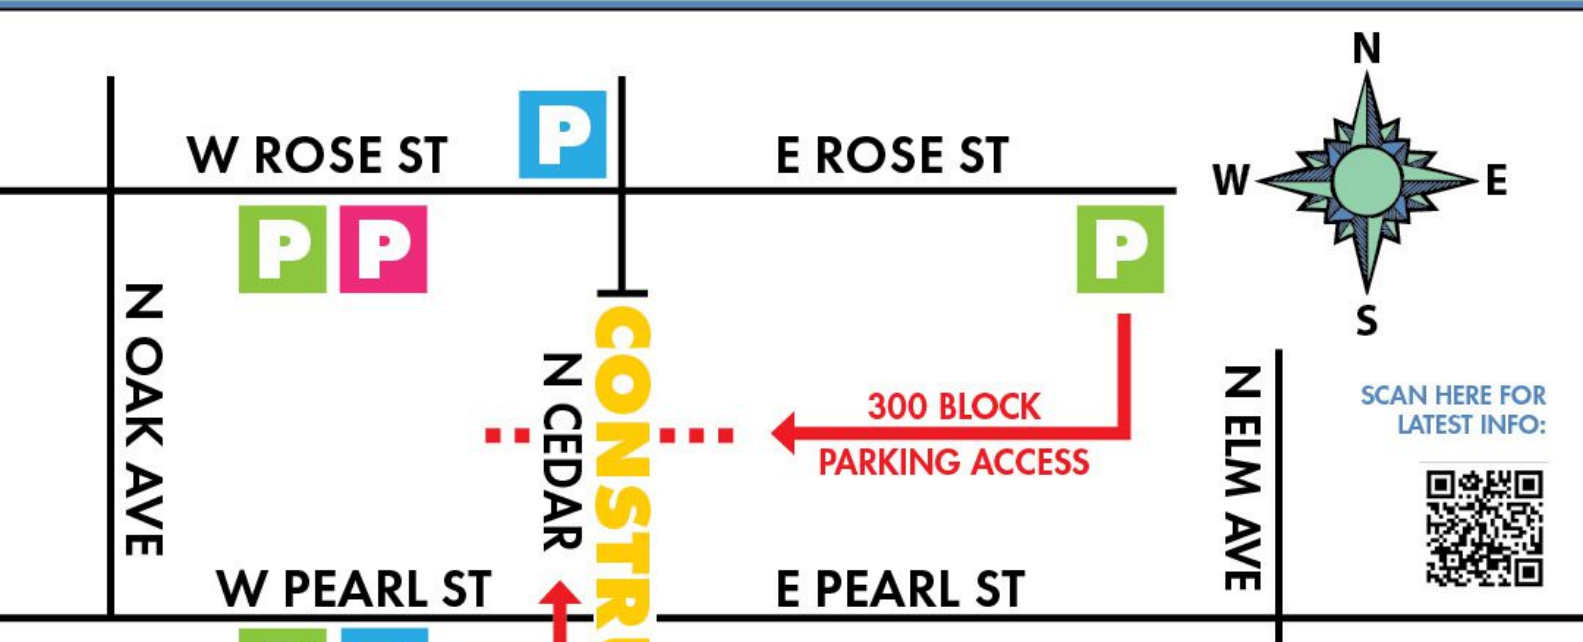 N
W ROSE ST
P
E ROSE ST
W
E
P
P
P
S
N OAK AVE
N CEDAR
300 BLOCK
PARKING ACCESS
N ELM AVE
SCAN HERE FOR
LATEST INFO:
W PEARL ST
E PEARL ST